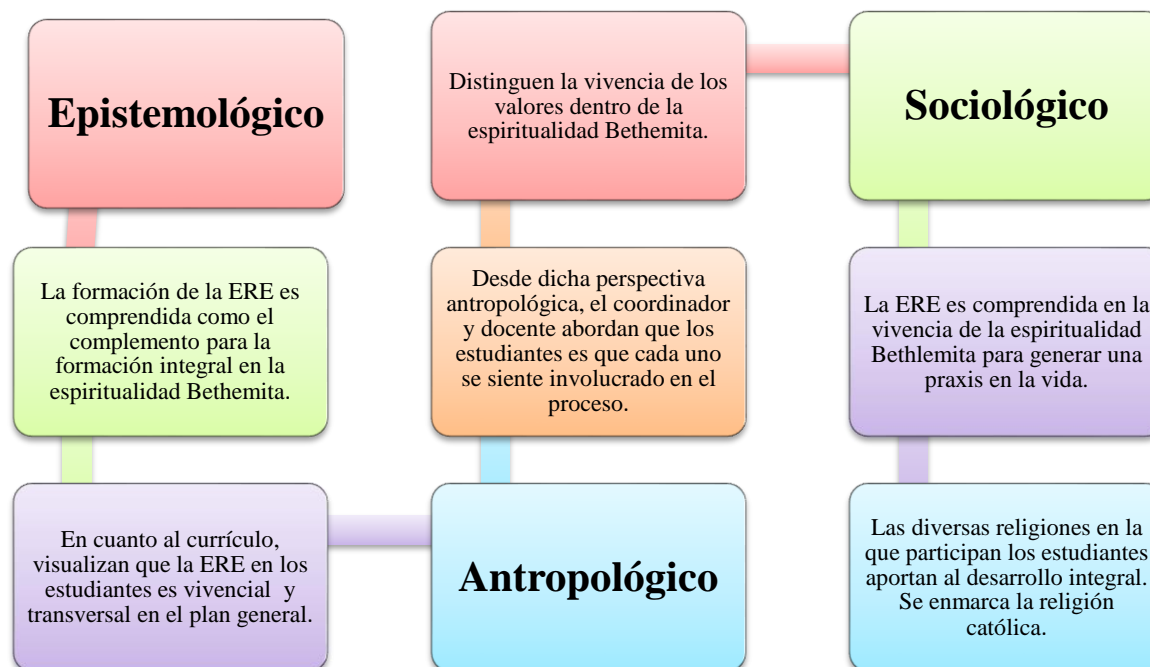 Epistemológico
La formación de la ERE es
comprendida como el
complemento para la
formación integral en la
espiritualidad Bethemita.
En cuanto al currículo,
visualizan que la ERE en los
estudiantes es vivencial y
transversal en el plan general.
Antropológico
Desde dicha perspectiva
antropológica, el coordinador
y docente abordan que los
estudiantes es que cada uno
se siente involucrado en el
proceso.
Distinguen la vivencia de los
valores dentro de la
espiritualidad Bethemita.
Sociológico
La ERE es comprendida en la
vivencia de la espiritualidad
Bethlemita para generar una
praxis en la vida.
Las diversas religiones en la
que participan los estudiantes
aportan al desarrollo integral.
Se enmarca la religión
católica.